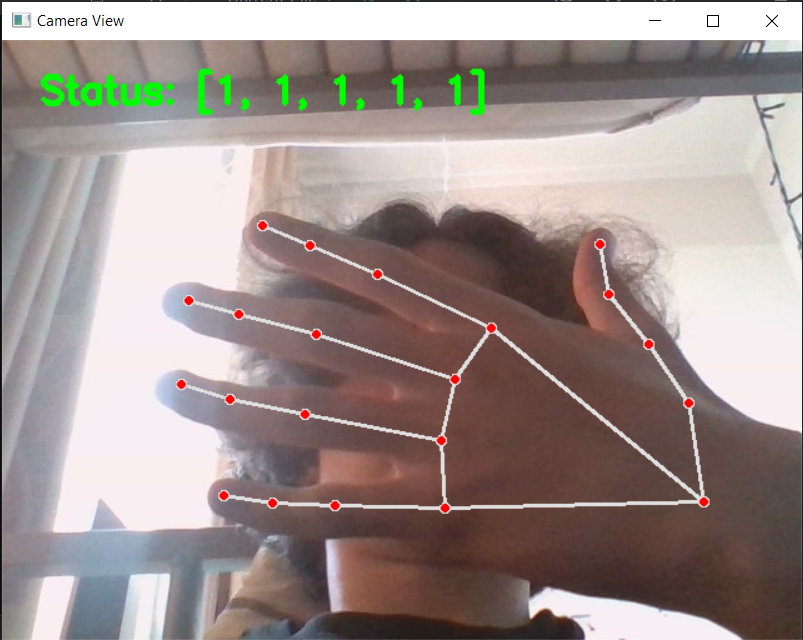 Camera View
Status: [1, 1, 1, 1, 1]